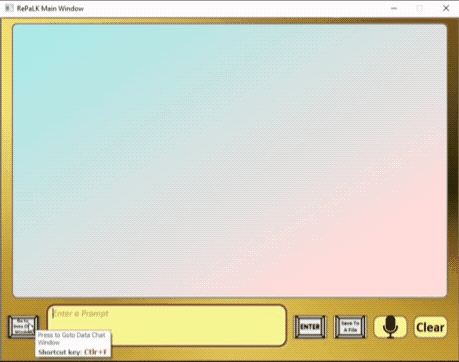 RePaLK Main Window
Enter a Prompt
Go to
Data Chat
Window
ENTER
Save To
A File
Clear
Press to Goto Data Chat
Window
Shortcut key: Ctlr+F